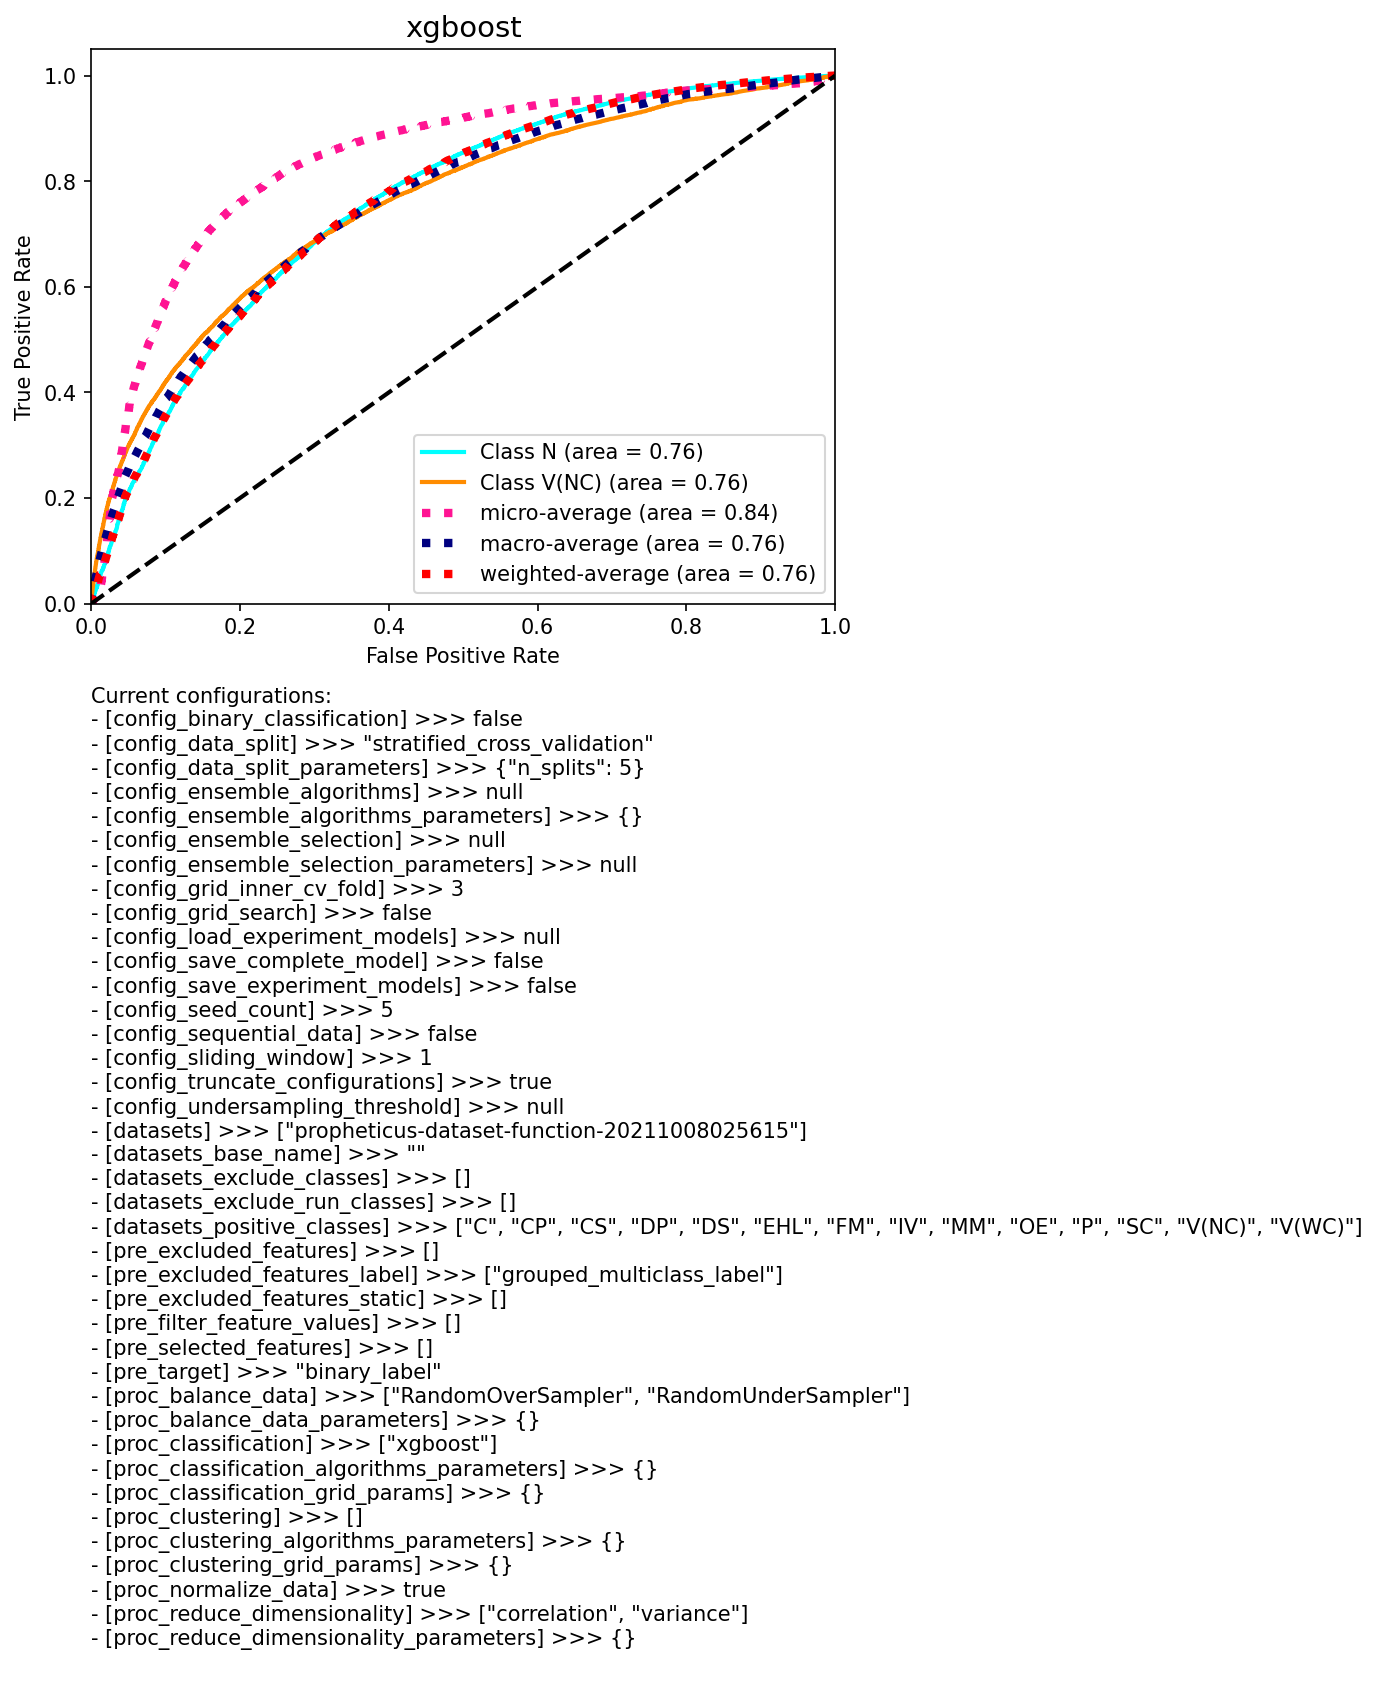 xgboost
1.0
0.8
0.6
0.4
0.2
0.0
True Positive Rate
Class N (area = 0.76)
Class V(NC) (area = 0.76)
micro-average (area = 0.84)
macro-average (area = 0.76)
weighted-average (area = 0.76)
0.0 0.2 0.4 0.6 0.8 1.0
False Positive Rate
Current configurations:
- [config_binary_classification] >>> false
- [config_data_split] >>> "stratified_cross_validation"
- [config_data_split_parameters] >>> {"n_splits": 5}
- [config_ensemble_algorithms] >>> null
- [config_ensemble_algorithms_parameters] >>> {}
- [config_ensemble_selection] >>> null
- [config_ensemble_selection_parameters] >>> null
- [config_grid_inner_cv_fold] >>> 3
- [config_grid_search] >>> false
- [config_load_experiment_models] >>> null
- [config_save_complete_model] >>> false
- [config_save_experiment_models] >>> false
- [config_seed_count] >>> 5
- [config_sequential_data] >>> false
- [config_sliding_window] >>> 1
- [config_truncate_configurations] >>> true
- [config_undersampling_threshold] >>> null
- [datasets] >>> ["propheticus-dataset-function-20211008025615"]
- [datasets_base_name] >>> ""
- [datasets_exclude_classes] >>> []
- [datasets_exclude_run_classes] >>> []
- [datasets_positive_classes] >>> ["C", "CP", "CS", "DP", "DS", "EHL", "FM", "IV", "MM", "OE", "P", "SC", "V(NC)", "V(WC)"]
- [pre_excluded_features] >>> []
- [pre_excluded_features_label] >>> ["grouped_multiclass_label"]
- [pre_excluded_features_static] >>> []
- [pre_filter_feature_values] >>> []
- [pre_selected_features] >>> []
- [pre_target] >>> "binary_label"
- [proc_balance_data] >>> ["RandomOverSampler", "RandomUnderSampler"]
- [proc_balance_data_parameters] >>> {}
- [proc_classification] >>> ["xgboost"]
- [proc_classification_algorithms_parameters] >>> {}
- [proc_classification_grid_params] >>> {}
- [proc_clustering] >>> []
- [proc_clustering_algorithms_parameters] >>> {}
- [proc_clustering_grid_params] >>> {}
- [proc_normalize_data] >>> true
- [proc_reduce_dimensionality] >>> ["correlation", "variance"]
- [proc_reduce_dimensionality_parameters] >>> {}